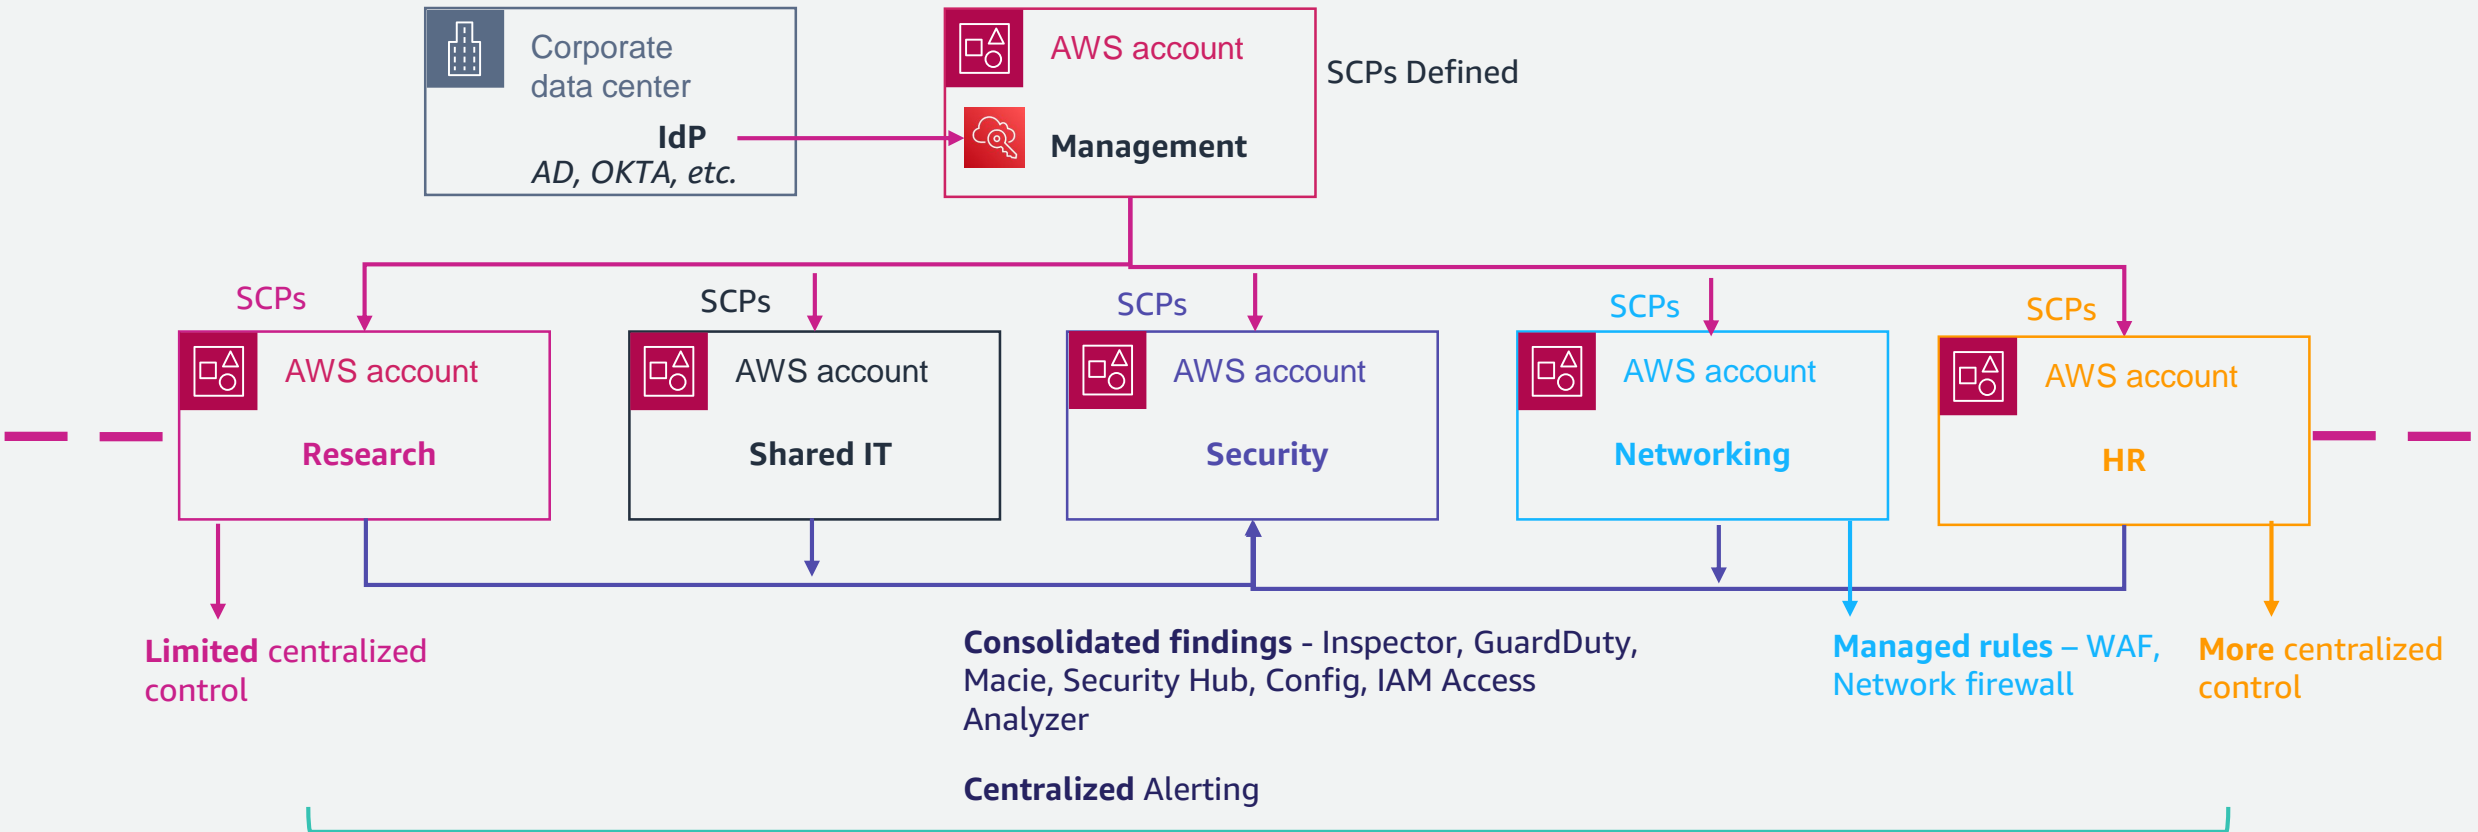 Corporate
data center
IdP
AD, OKTA, etc.
AWS account
Management
SCPs Defined
SCPs
AWS account
Research
SCPs
AWS account
Shared IT
SCPs
AWS account
Security
SCPs
AWS account
Networking
SCPs
AWS account
HR
Limited centralized
control
Consolidated findings - Inspector, GuardDuty,
Macie, Security Hub, Config, IAM Access
Analyzer
Centralized Alerting
Managed rules – WAF,
Network firewall
More centralized
control